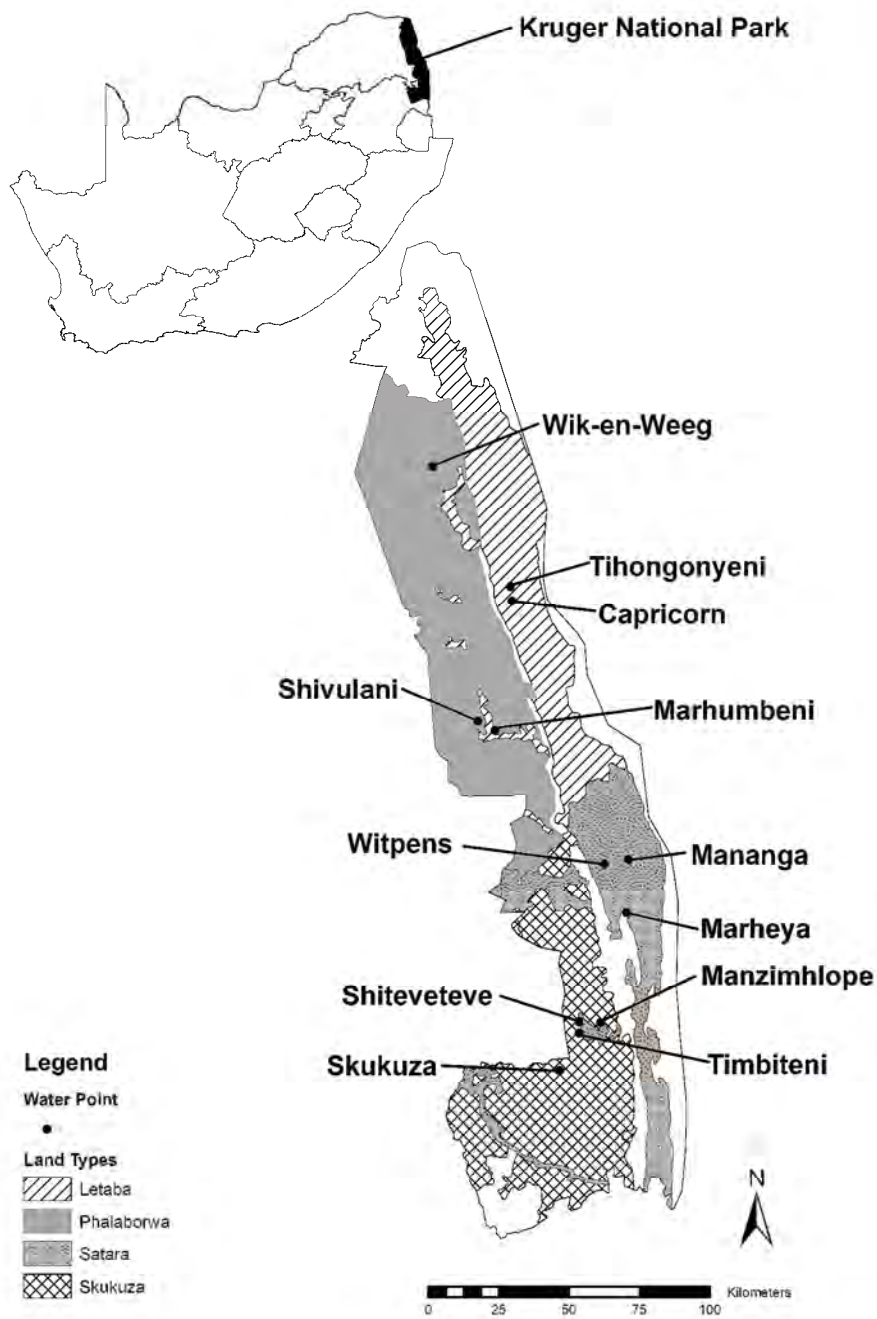 Kruger National Park
Wik-en-Weeg
Tihongonyeni
Capricorn
Shivulani
Marhumbeni
Witpens
Mananga
Marheya
Manzimhlope
Shiteveteve
Skukuza
Timbiteni
Legend
Water Point
Land Types
Letaba
Phalaborwa
Satara
Skukuza
N
Kilometers
0 25 50 75 100